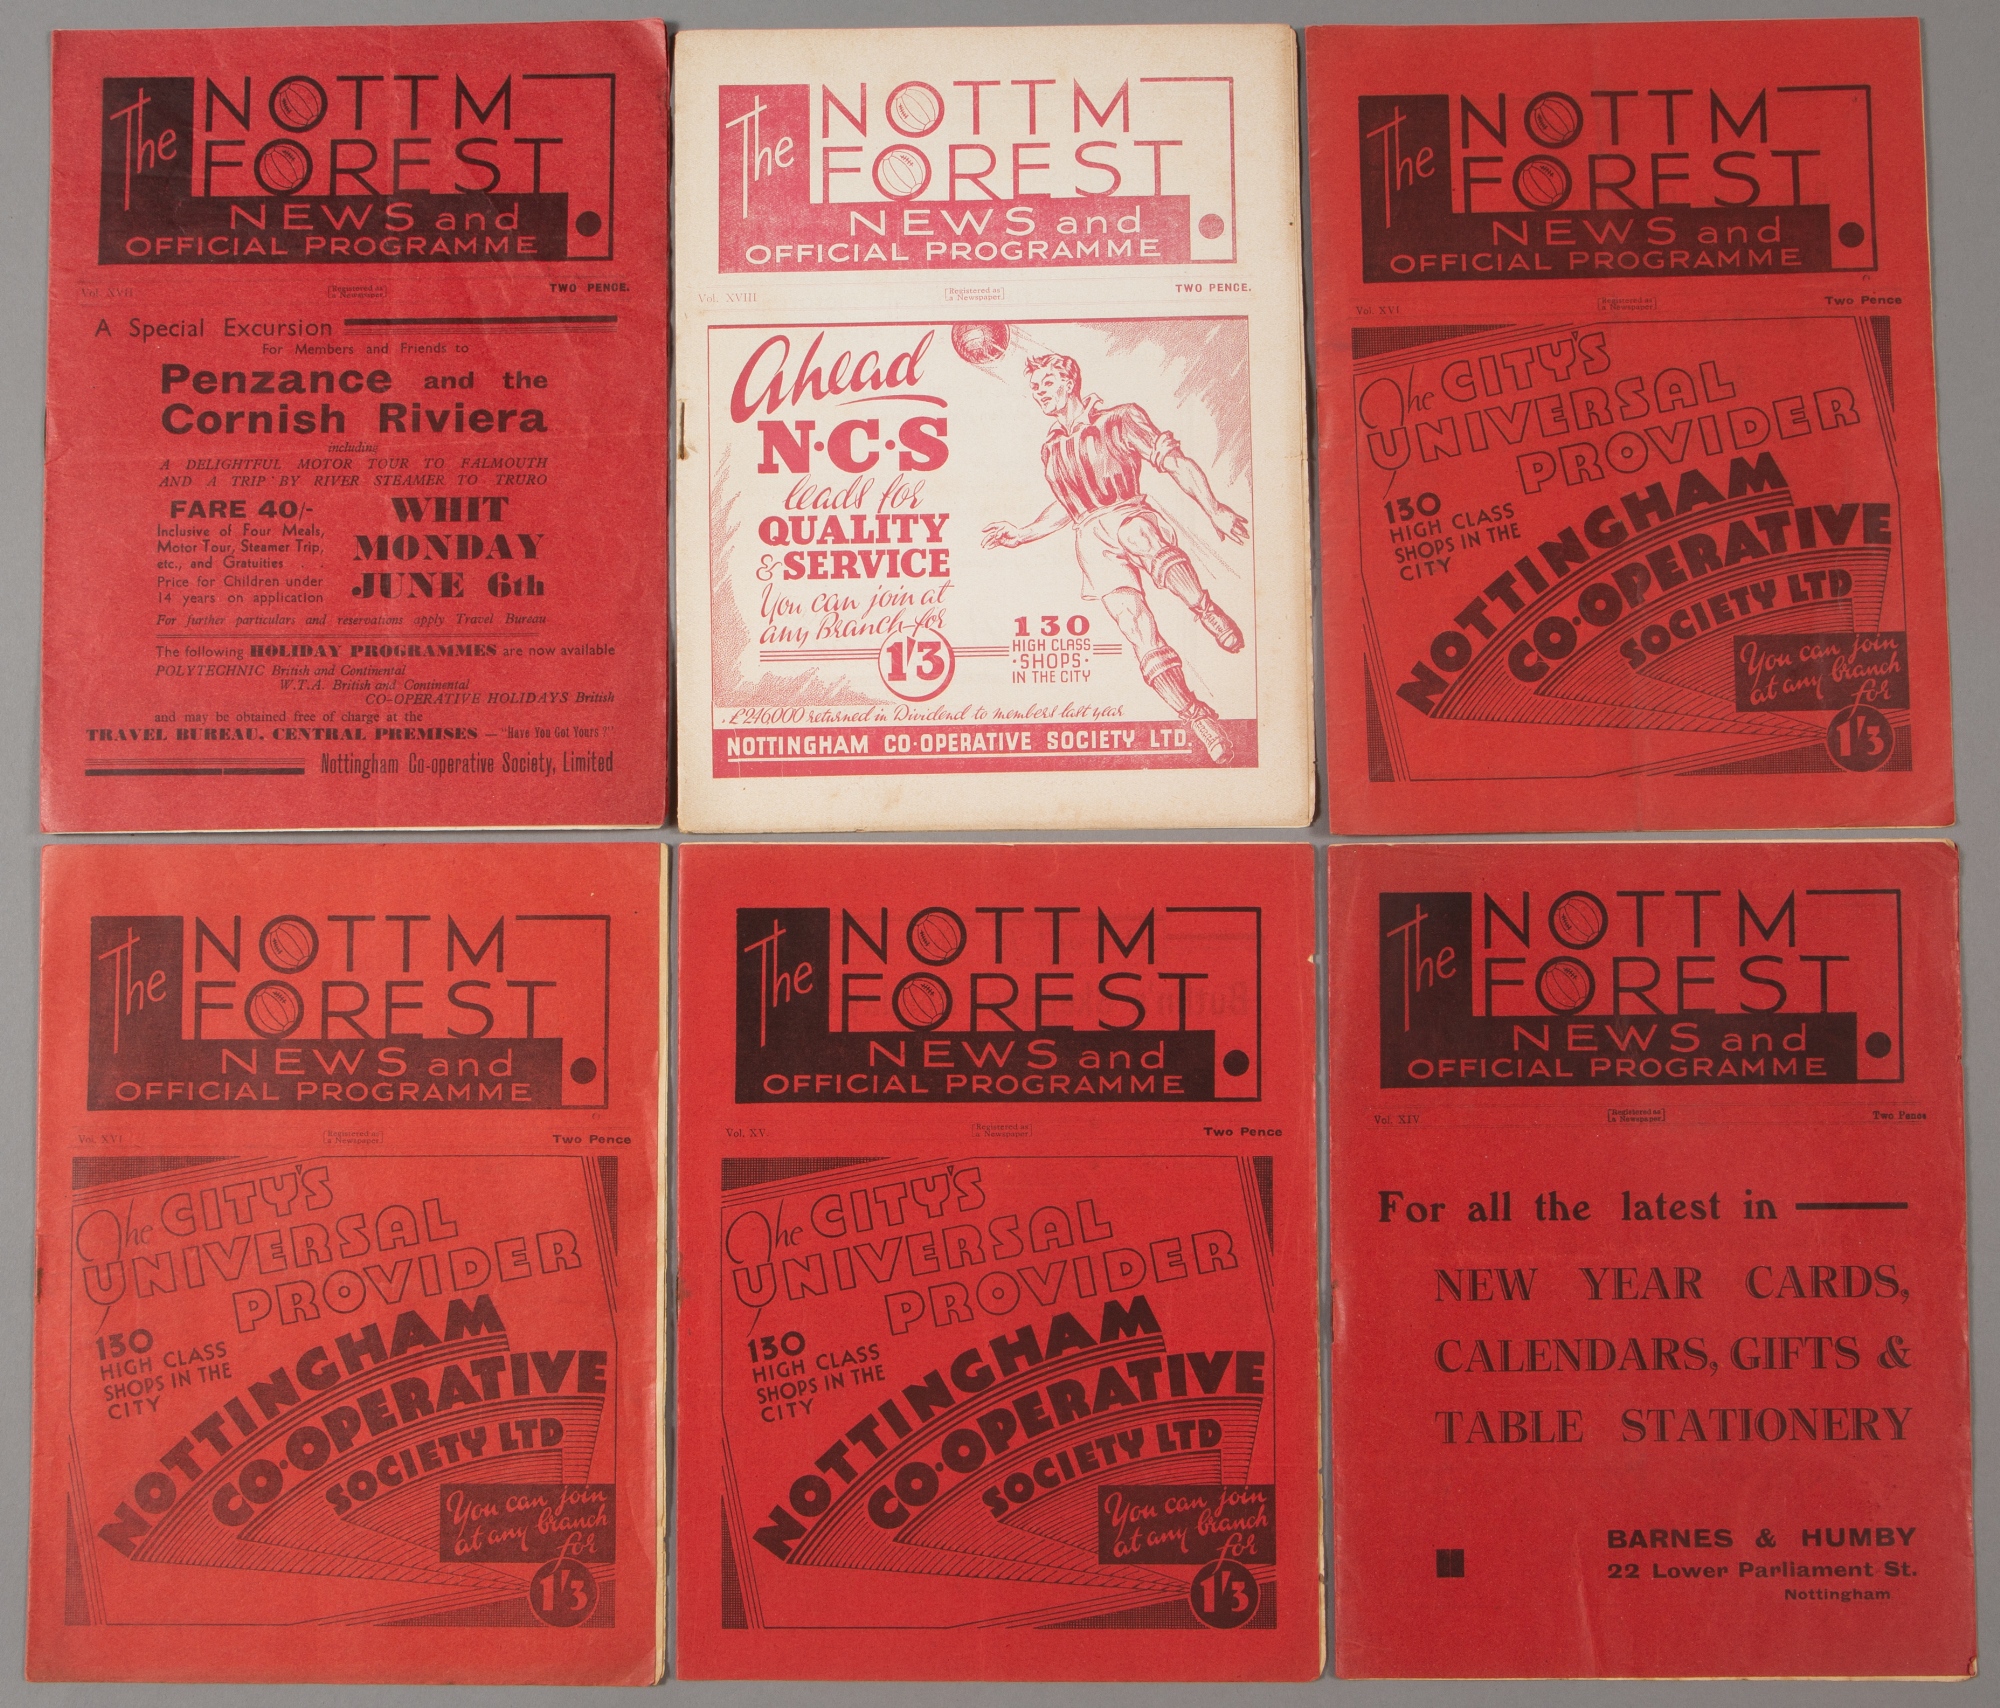 The NOTTM
FOREST
NEWS and
OFFICIAL PROGRAMME
Vol. XVII [Registered as a Newspaper] TWO PENCE.
A Special Excursion
For Members and Friends to
Penzance and the
Cornish Riviera
including
A DELIGHTFUL MOTOR TOUR TO FALMOUTH
AND A TRIP BY RIVER STEAMER TO TRURO
FARE 40/-
Inclusive of Four Meals,
Motor Tour, Steamer Trip,
etc., and Gratuities . .
Price for Children under
14 years on application
WHIT
MONDAY
JUNE 6th
For further particulars and reservations apply Travel Bureau
The following HOLIDAY PROGRAMMES are now available
POLYTECHNIC British and Continental
W.T.A. British and Continental
CO-OPERATIVE HOLIDAYS British
and may be obtained free of charge at the
TRAVEL BUREAU, CENTRAL PREMISES — "Have You Got Yours ?"
Nottingham Co-operative Society, Limited
The NOTTM
FOREST
NEWS and
OFFICIAL PROGRAMME
Vol. XVIII [Registered as a Newspaper] TWO PENCE.
Ahead
N·C·S
leads for
QUALITY
& SERVICE
You can join at
any Branch for
1/3
NCS
130
HIGH CLASS
·SHOPS·
IN THE CITY
£246000 returned in Dividend to members last year
NOTTINGHAM CO-OPERATIVE SOCIETY LTD.
The NOTTM
FOREST
NEWS and
OFFICIAL PROGRAMME
Vol. XVI [Registered as a Newspaper] Two Pence
The CITY'S
UNIVERSAL
PROVIDER
130
HIGH CLASS
SHOPS IN THE
CITY
NOTTINGHAM
CO-OPERATIVE
SOCIETY LTD
You can join
at any branch
for
1/3
The NOTTM
FOREST
NEWS and
OFFICIAL PROGRAMME
Vol. XVI [Registered as a Newspaper] Two Pence
The CITY'S
UNIVERSAL
PROVIDER
130
HIGH CLASS
SHOPS IN THE
CITY
NOTTINGHAM
CO-OPERATIVE
SOCIETY LTD
You can join
at any branch
for
1/3
The NOTTM
FOREST
NEWS and
OFFICIAL PROGRAMME
Vol. XV. [Registered as a Newspaper] Two Pence
The CITY'S
UNIVERSAL
PROVIDER
130
HIGH CLASS
SHOPS IN THE
CITY
NOTTINGHAM
CO-OPERATIVE
SOCIETY LTD
You can join
at any branch
for
1/3
The NOTTM
FOREST
NEWS and
OFFICIAL PROGRAMME
Vol. XIV [Registered as a Newspaper] Two Pence
For all the latest in
NEW YEAR CARDS,
CALENDARS, GIFTS &
TABLE STATIONERY
BARNES & HUMBY
22 Lower Parliament St.
Nottingham